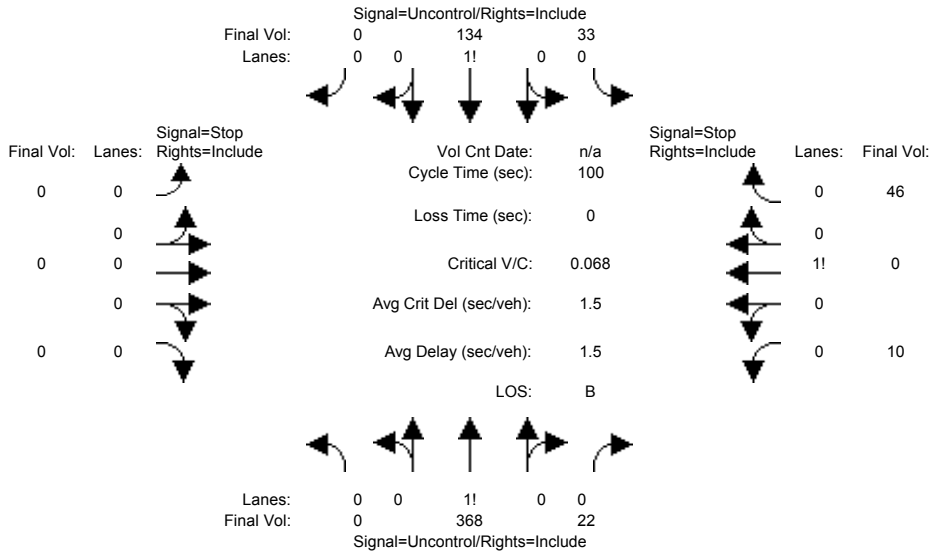 Signal=Uncontrol/Rights=Include
Final Vol: 0 134 33
Lanes: 0 0 1! 0 0
Signal=Stop Signal=Stop
Final Vol: Lanes: Rights=Include Vol Cnt Date: n/a Rights=Include Lanes: Final Vol:
Cycle Time (sec): 100
0 0 0 46
Loss Time (sec): 0
0 0
0 0 Critical V/C: 0.068 1! 0
0 Avg Crit Del (sec/veh): 1.5 0
0 0 Avg Delay (sec/veh): 1.5 0 10
LOS: B
Lanes: 0 0 1! 0 0
Final Vol: 0 368 22
Signal=Uncontrol/Rights=Include